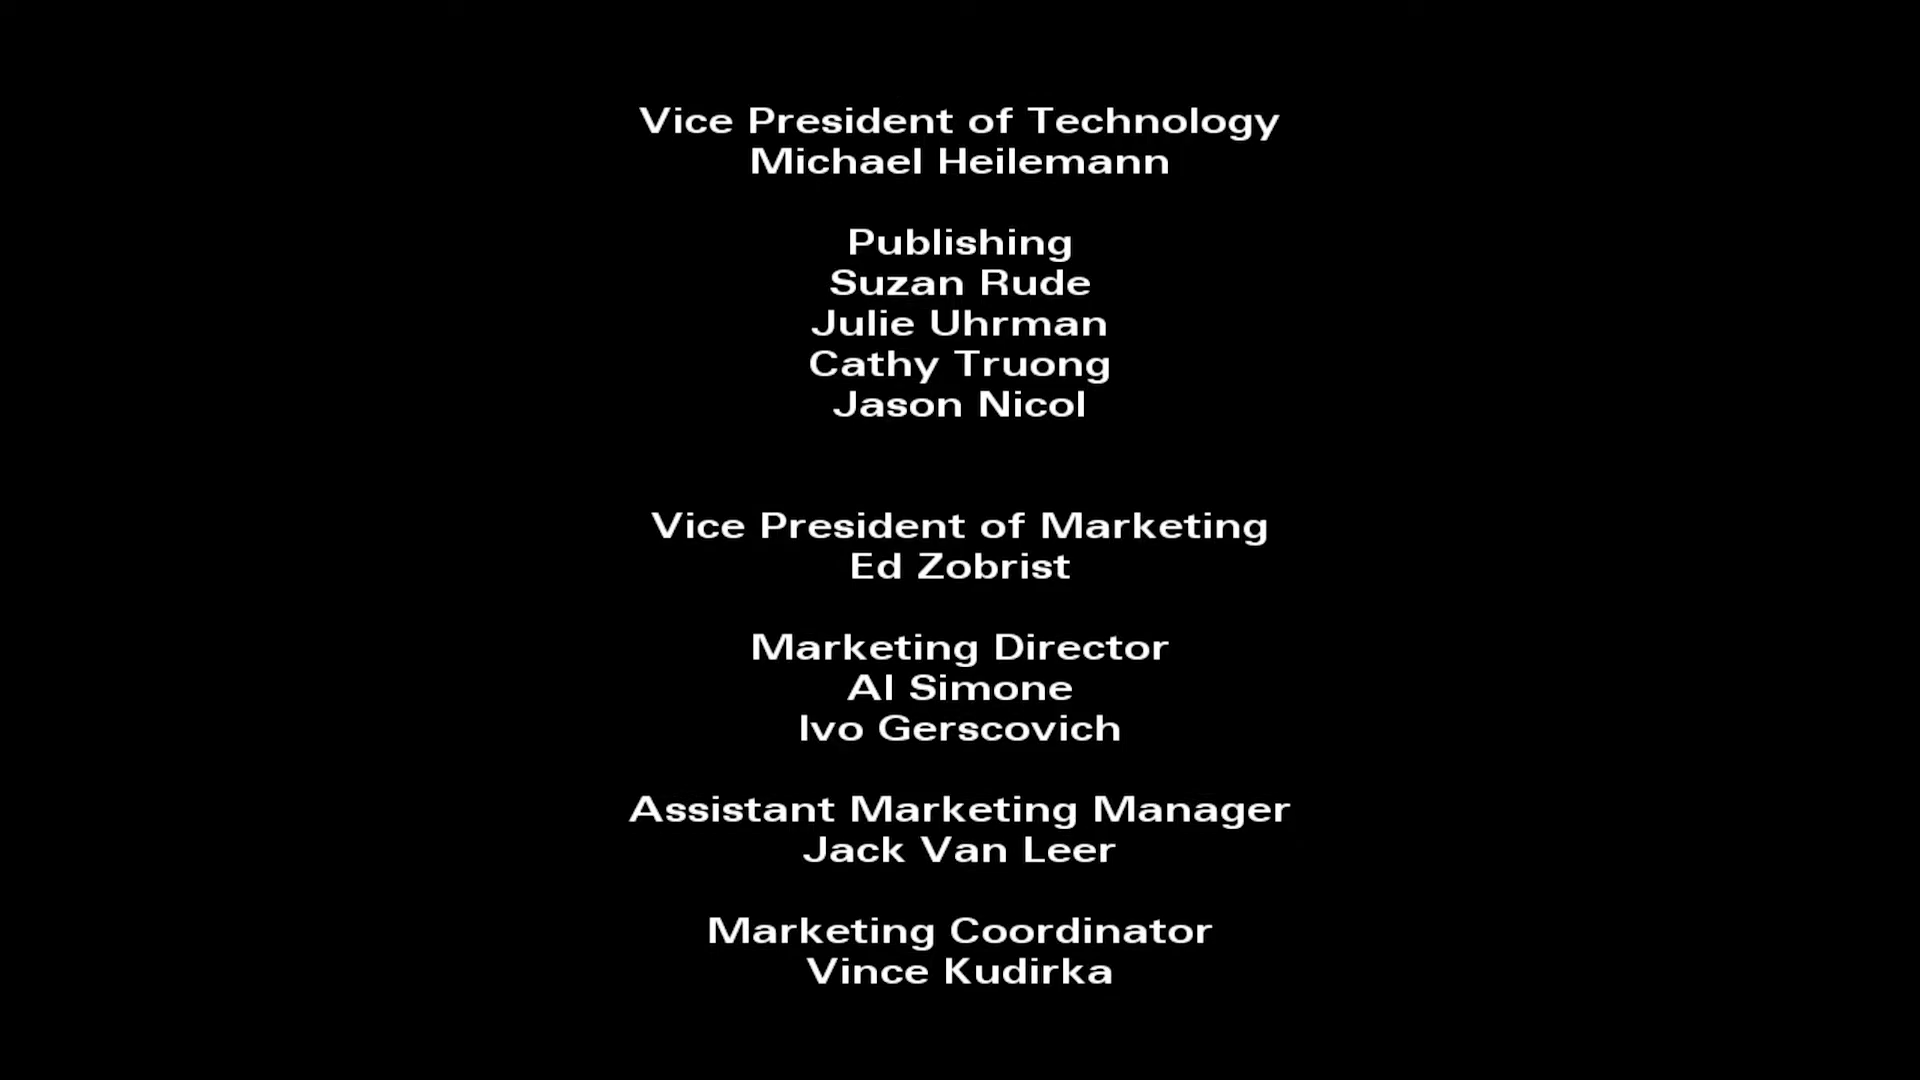 Vice President of Technology
Michael Heilemann
Publishing
Suzan Rude
Julie Uhrman
Cathy Truong
Jason Nicol
Vice President of Marketing
Ed Zobrist
Marketing Director
Al Simone
Ivo Gerscovich
Assistant Marketing Manager
Jack Van Leer
Marketing Coordinator
Vince Kudirka